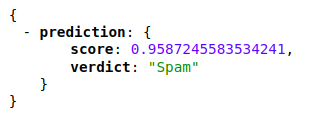 {
- prediction: {
score: 0.9587245583534241,
verdict: "Spam"
}
}